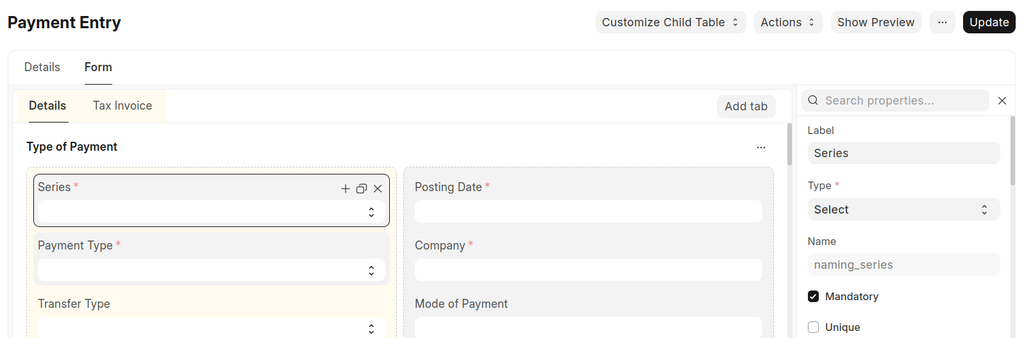 Payment Entry
Customize Child Table
Actions
Show Preview
...
Update
Details
Form
Details
Tax Invoice
Add tab
Search properties...
Type of Payment
...
Series *
Posting Date *
Payment Type *
Company *
Transfer Type
Mode of Payment
Label
Series
Type *
Select
Name
naming_series
Mandatory
Unique